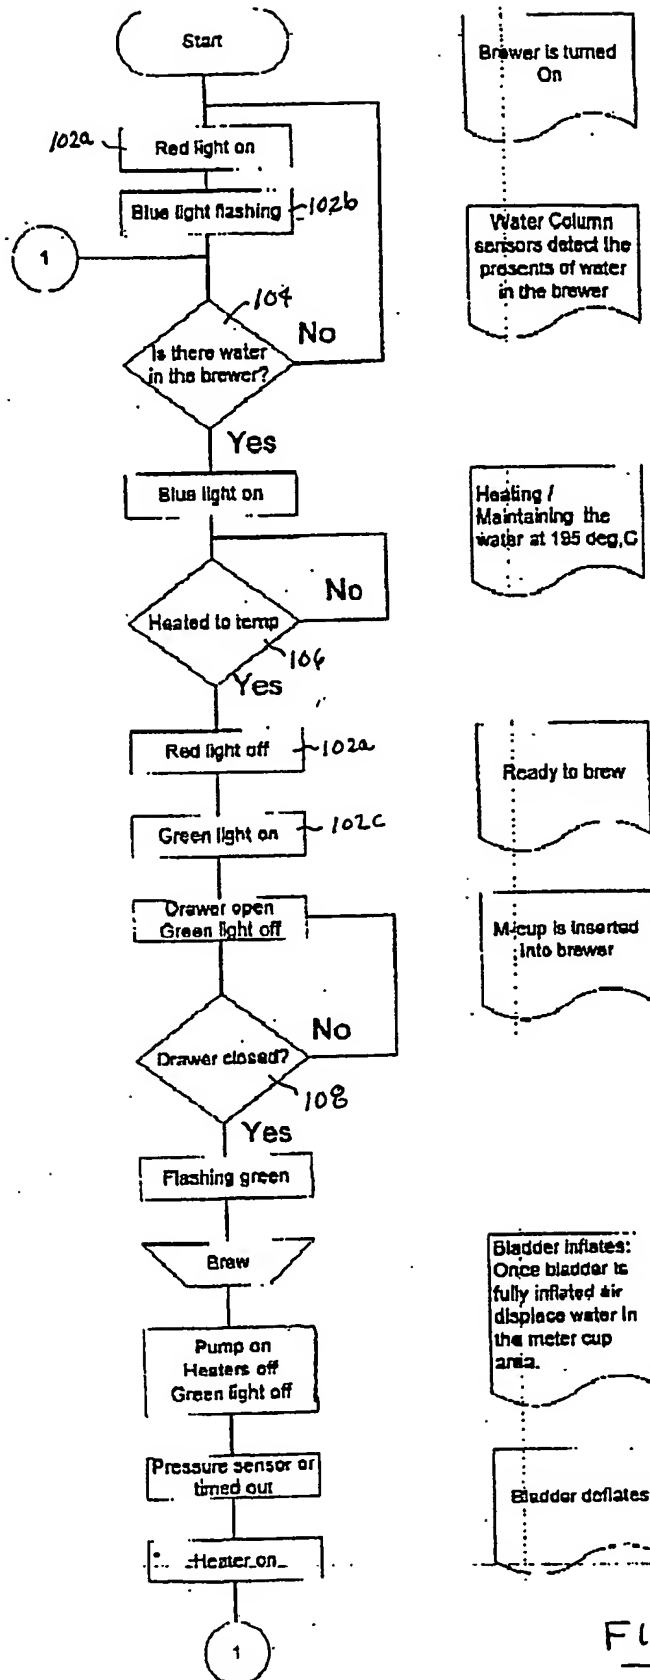 Start
Brewer is turned
On
102a
Red light on
Blue light flashing
102b
1
Water Column
sensors detect the
presents of water
in the brewer
104
No
Is there water
in the brewer?
Yes
Blue light on
Heating /
Maintaining the
water at 195 deg,C
No
Heated to temp
106
Yes
Red light off
102a
Ready to brew
Green light on
102c
Drawer open
Green light off
M-cup is inserted
into brewer
No
Drawer closed?
108
Yes
Flashing green
Brew
Bladder inflates:
Once bladder is
fully inflated air
displace water in
the meter cup
area.
Pump on
Heaters off
Green light off
Pressure sensor or
timed out
Bladder deflates
Heater on
1